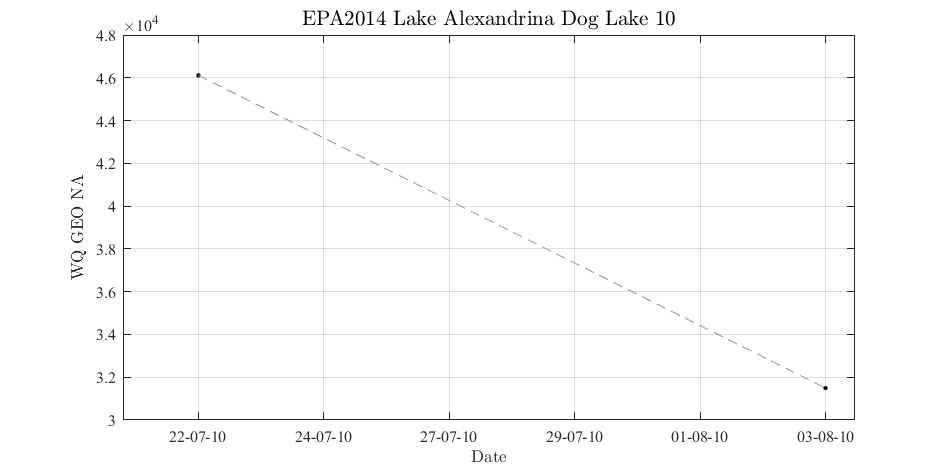 EPA2014 Lake Alexandrina Dog Lake 10
×10⁴
4.8
4.6
4.4
4.2
4
3.8
3.6
3.4
3.2
3
WQ GEO NA
22-07-10 24-07-10 27-07-10 29-07-10 01-08-10 03-08-10
Date